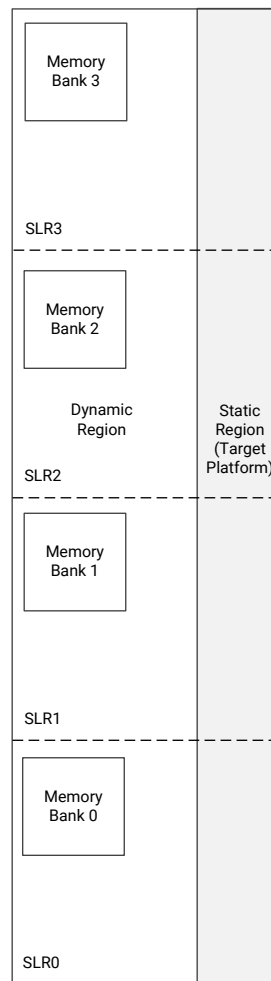 Memory
Bank 3
SLR3
Memory
Bank 2
Dynamic
Region
Static
Region
(Target
Platform)
SLR2
Memory
Bank 1
SLR1
Memory
Bank 0
SLR0